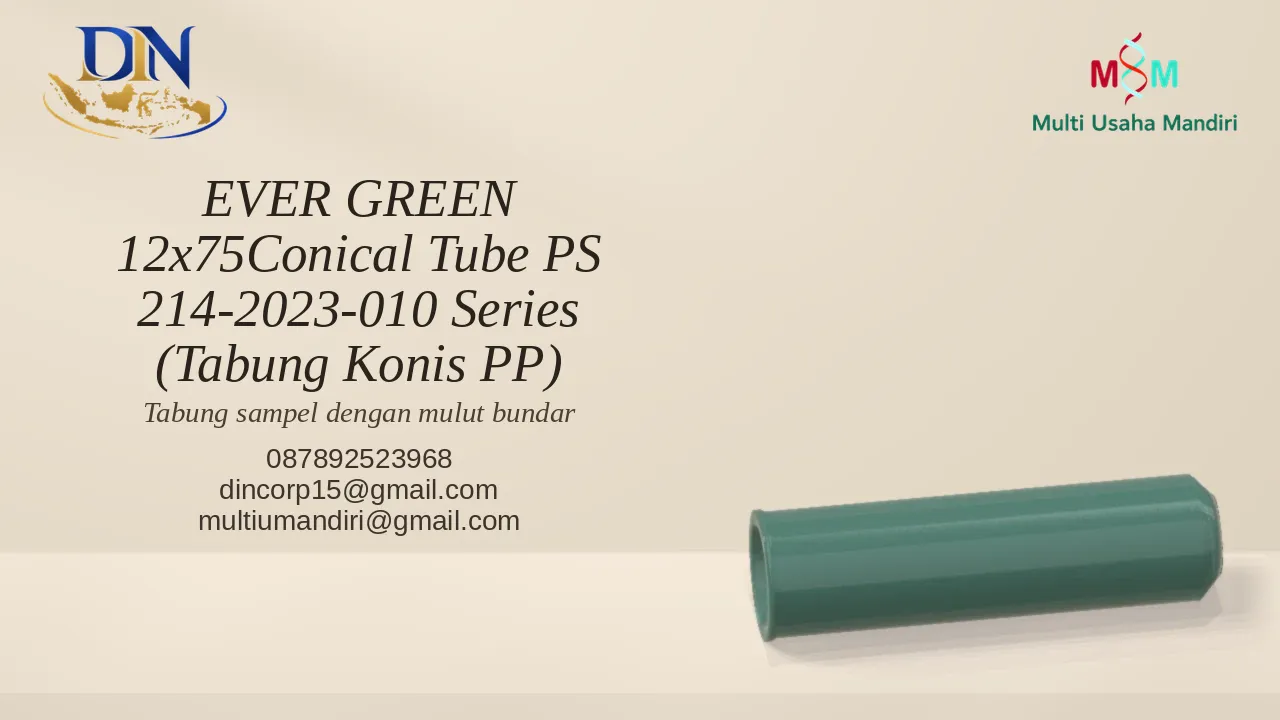 DIN
MSM
Multi Usaha Mandiri
EVER GREEN
12x75Conical Tube PS
214-2023-010 Series
(Tabung Konis PP)
Tabung sampel dengan mulut bundar
087892523968
dincorp15@gmail.com
multiumandiri@gmail.com